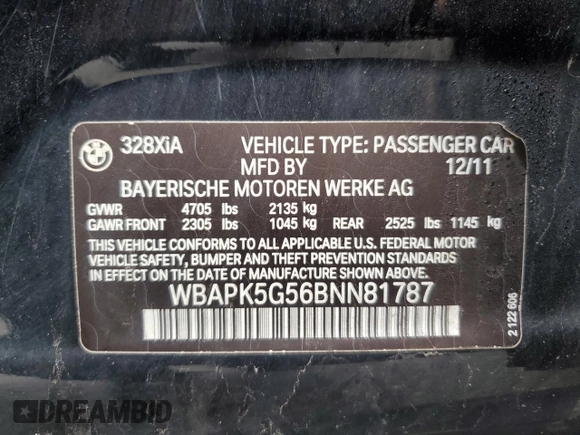 BMW
328XiA VEHICLE TYPE: PASSENGER CAR
MFD BY 12/11
BAYERISCHE MOTOREN WERKE AG
GVWR 4705 lbs 2135 kg
GAWR FRONT 2305 lbs 1045 kg REAR 2525 lbs 1145 kg
THIS VEHICLE CONFORMS TO ALL APPLICABLE U.S. FEDERAL MOTOR
VEHICLE SAFETY, BUMPER AND THEFT PREVENTION STANDARDS
IN EFFECT ON THE DATE OF MANUFACTURE SHOWN ABOVE.
WBAPK5G56BNN81787
2 122 606
DREAMBID